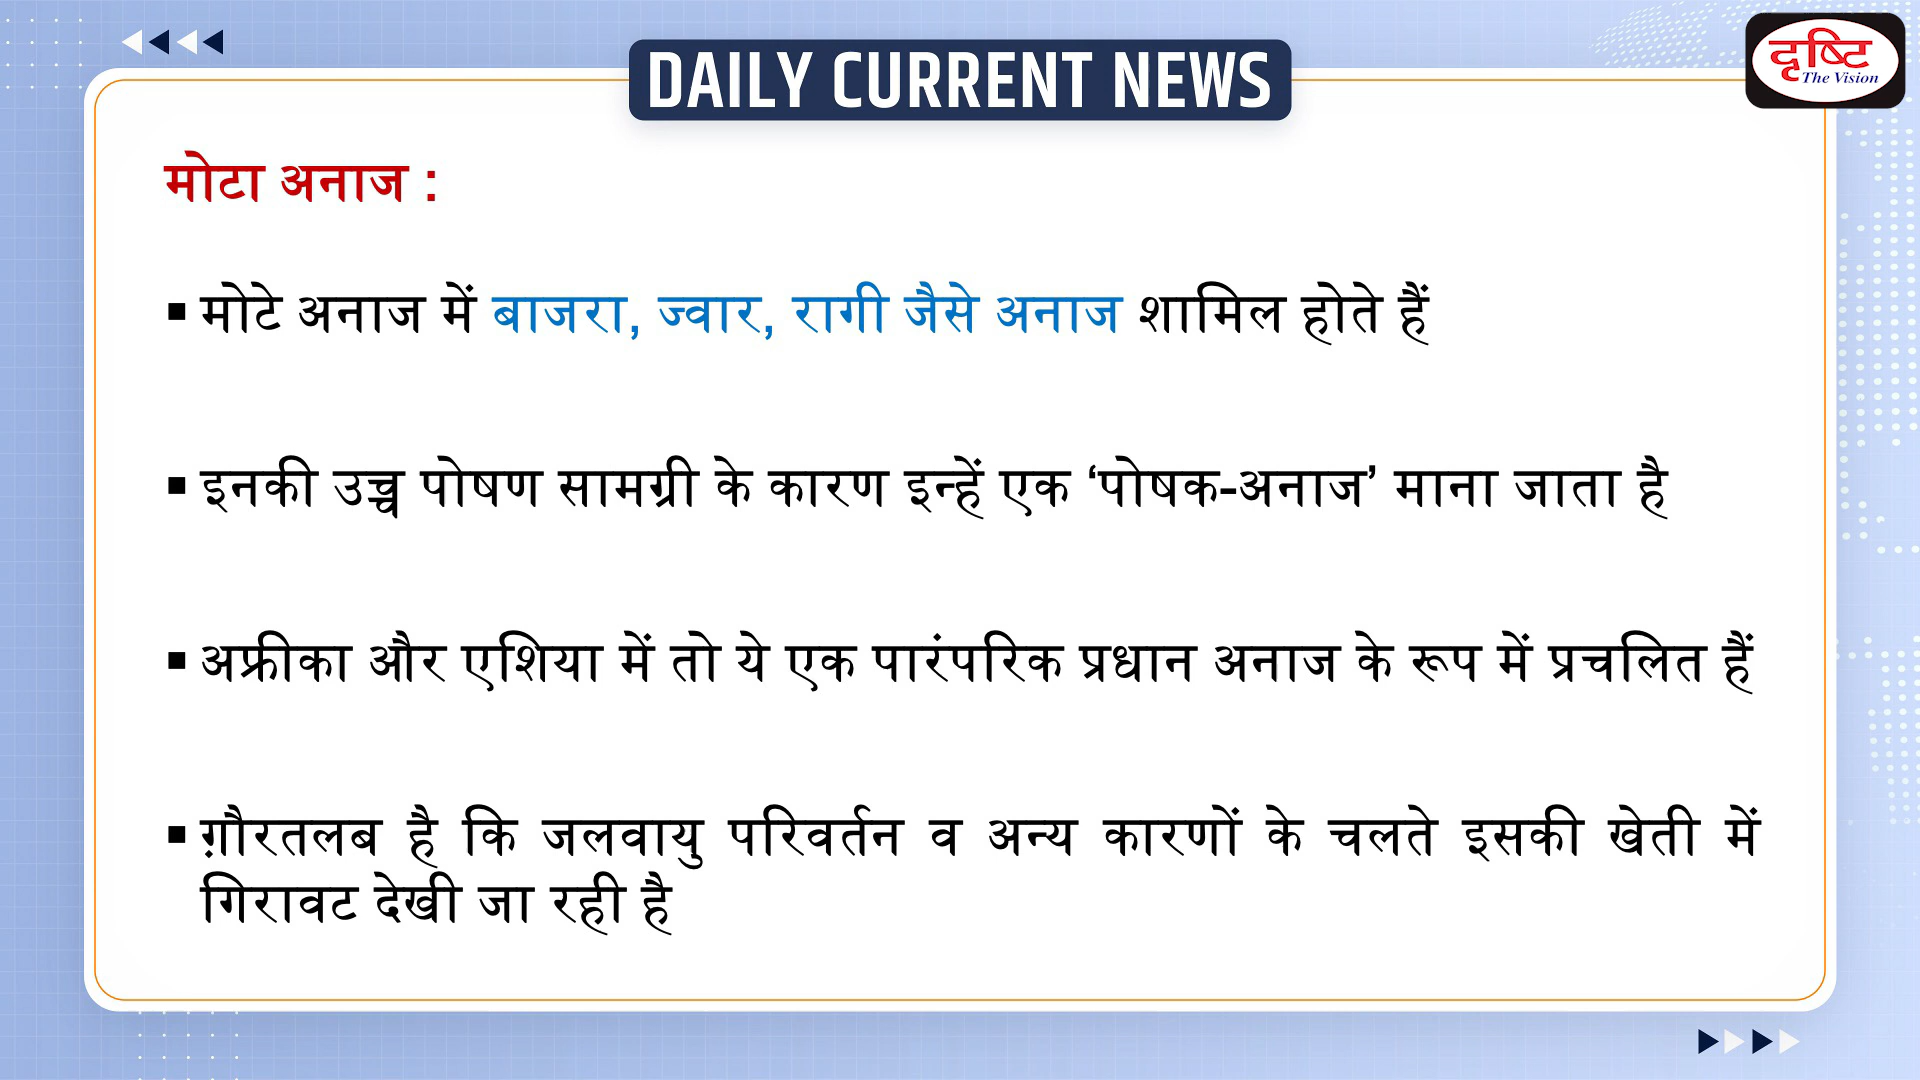 DAILY CURRENT NEWS
दृष्टि
The Vision
मोटा अनाज :
▪ मोटे अनाज में बाजरा, ज्वार, रागी जैसे अनाज शामिल होते हैं
▪ इनकी उच्च पोषण सामग्री के कारण इन्हें एक ‘पोषक-अनाज’ माना जाता है
▪ अफ्रीका और एशिया में तो ये एक पारंपरिक प्रधान अनाज के रूप में प्रचलित हैं
▪ ग़ौरतलब है कि जलवायु परिवर्तन व अन्य कारणों के चलते इसकी खेती में
गिरावट देखी जा रही है